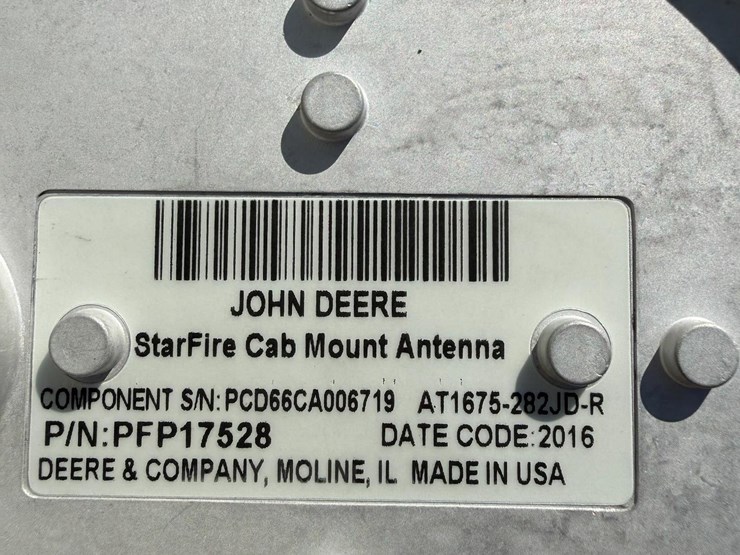 JOHN DEERE
StarFire Cab Mount Antenna
COMPONENT S/N: PCD66CA006719 AT1675-282JD-R
P/N:PFP17528 DATE CODE:2016
DEERE & COMPANY, MOLINE, IL MADE IN USA